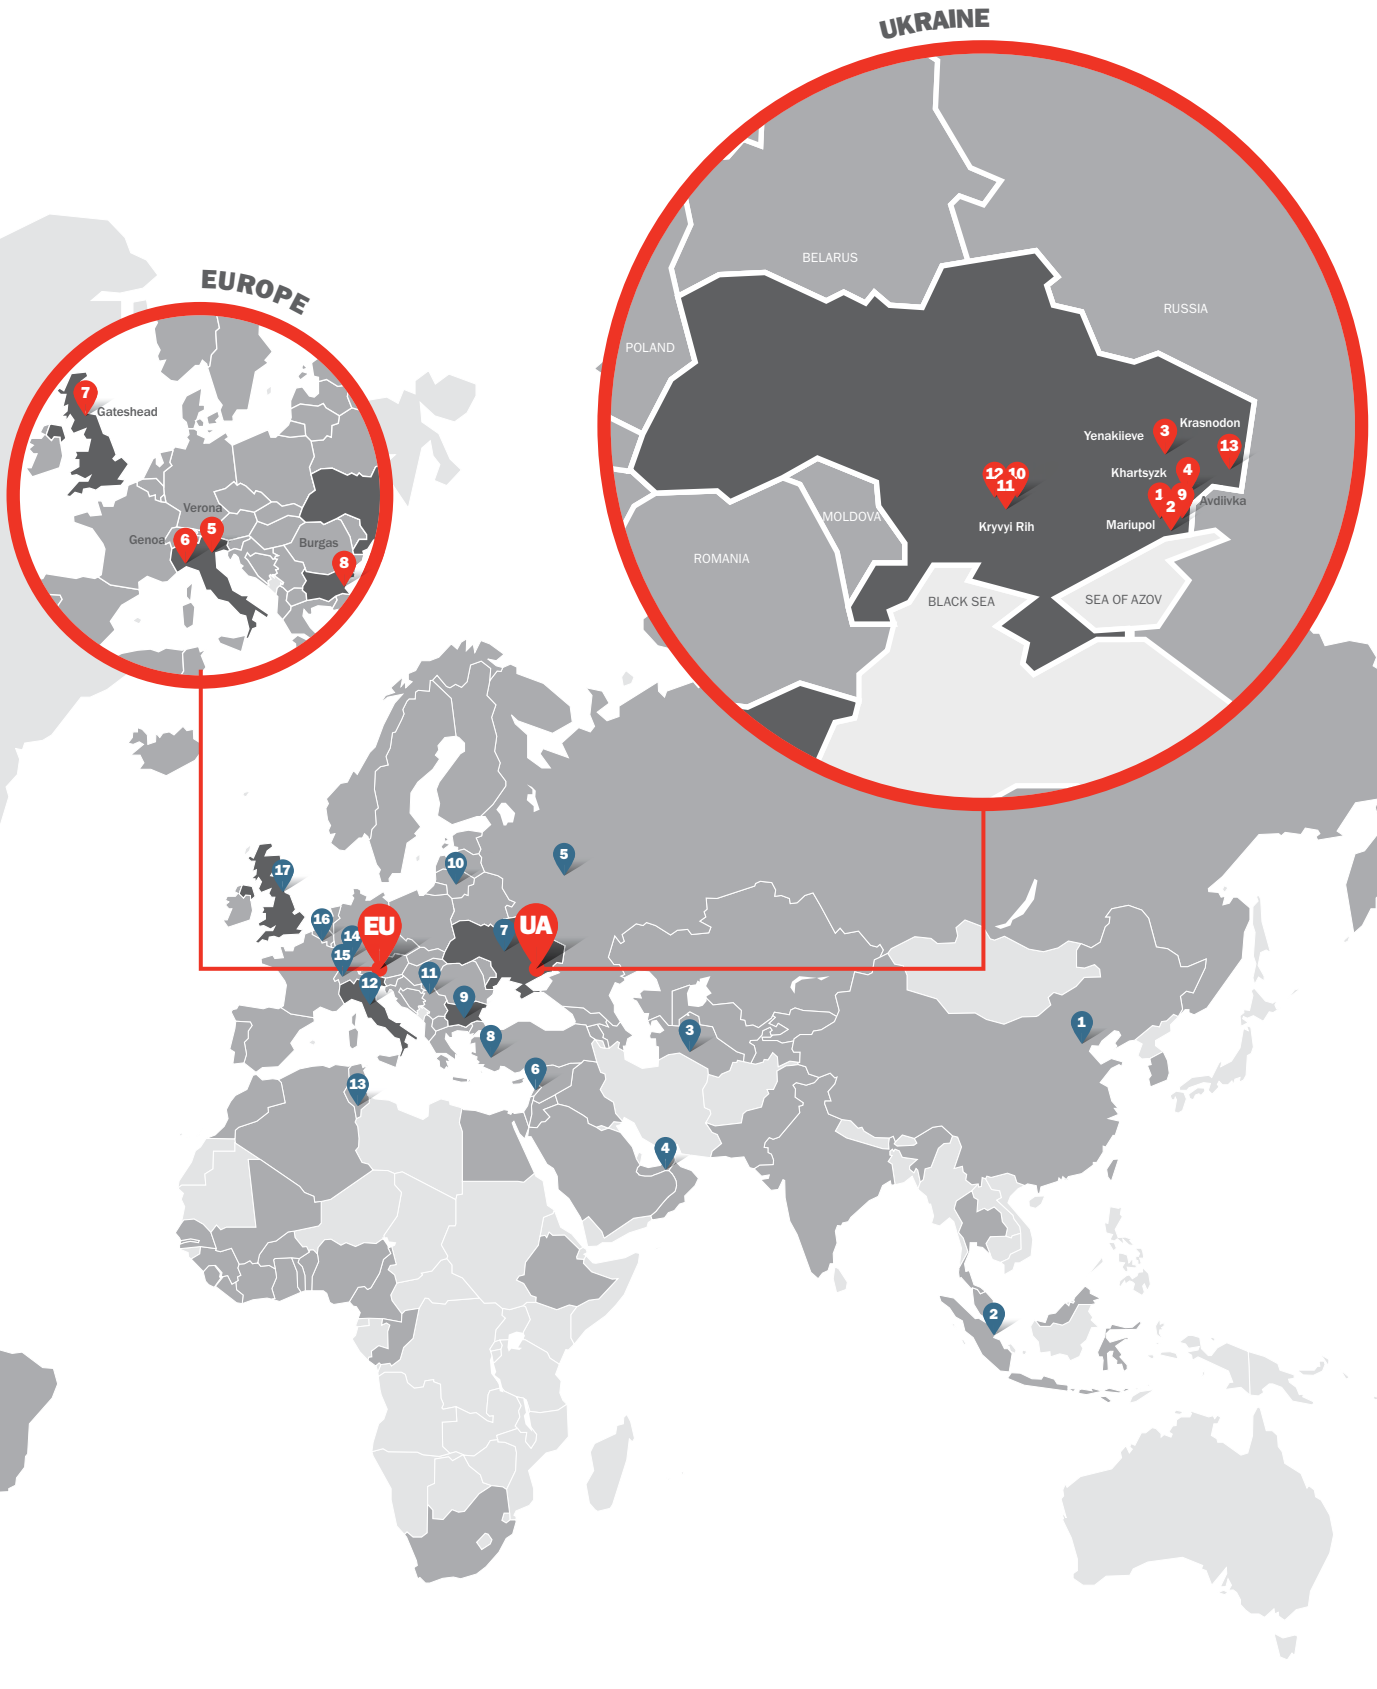 UKRAINE
EUROPE
BELARUS
RUSSIA
POLAND
7
Gateshead
Krasnodon
Yenakiieve
3
13
Khartsyzk
4
12
10
11
1
9
2
Avdiivka
Mariupol
Kryvyi Rih
MOLDOVA
ROMANIA
Verona
Genoa
6
7
5
Burgas
8
BLACK SEA
SEA OF AZOV
17
10
5
16
14
EU
7
UA
15
12
11
9
8
3
1
6
13
4
2